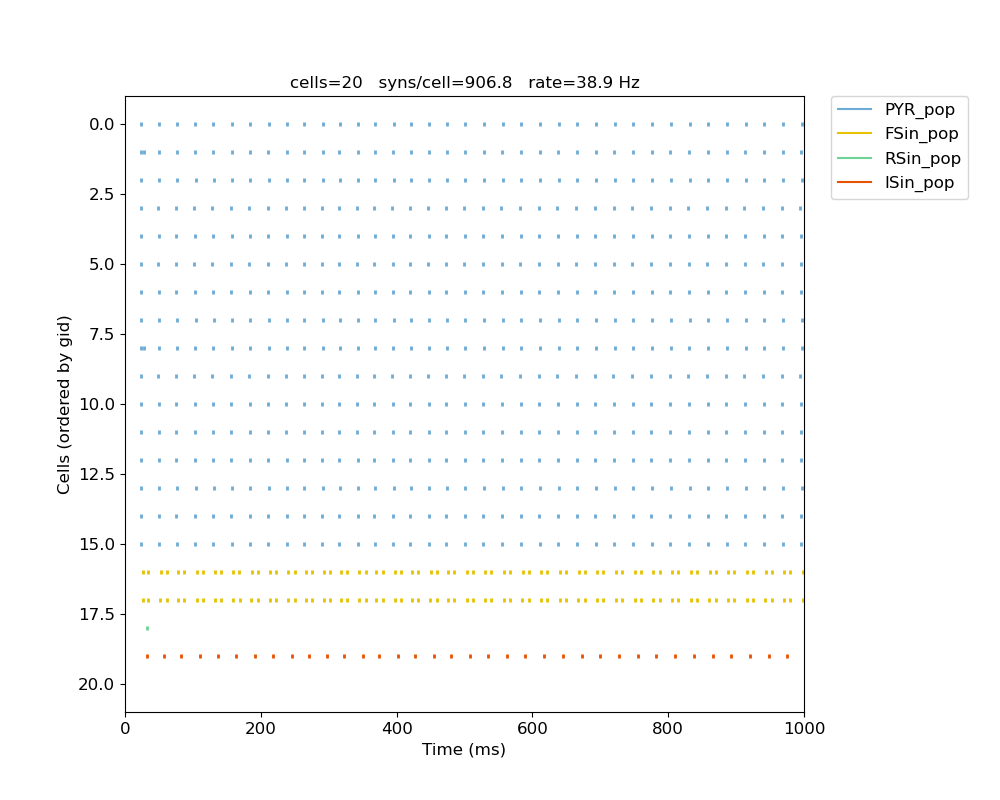 cells=20   syns/cell=906.8   rate=38.9 Hz
PYR_pop
FSin_pop
RSin_pop
ISin_pop
Cells (ordered by gid)
0.0
2.5
5.0
7.5
10.0
12.5
15.0
17.5
20.0
0 200 400 600 800 1000
Time (ms)